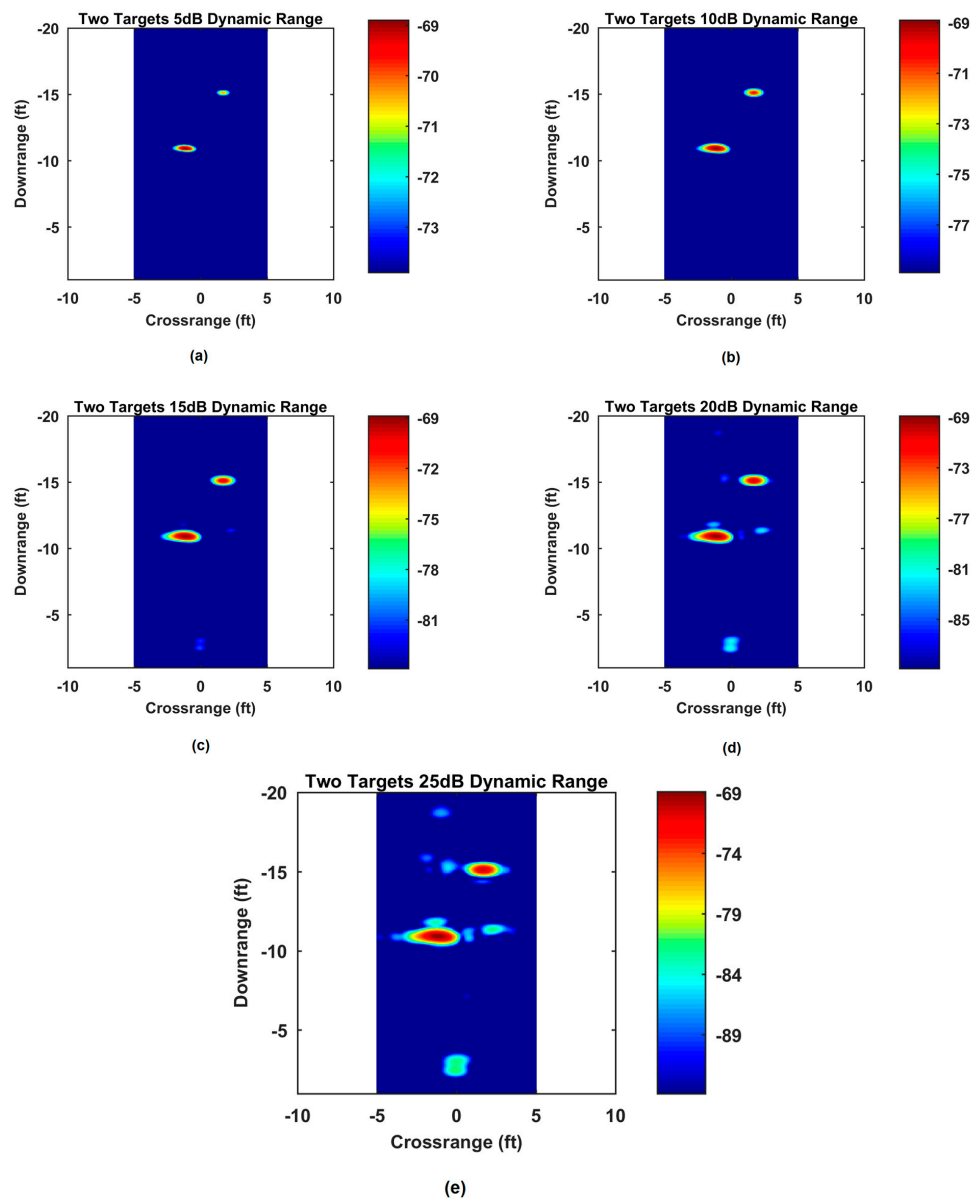 Two Targets 5dB Dynamic Range
-20
-15
-10
-5
Downrange (ft)
-10 -5 0 5 10
Crossrange (ft)
-69
-70
-71
-72
-73
(a)
Two Targets 10dB Dynamic Range
-20
-15
-10
-5
Downrange (ft)
-10 -5 0 5 10
Crossrange (ft)
-69
-71
-73
-75
-77
(b)
Two Targets 15dB Dynamic Range
-20
-15
-10
-5
Downrange (ft)
-10 -5 0 5 10
Crossrange (ft)
-69
-72
-75
-78
-81
(c)
Two Targets 20dB Dynamic Range
-20
-15
-10
-5
Downrange (ft)
-10 -5 0 5 10
Crossrange (ft)
-69
-73
-77
-81
-85
(d)
Two Targets 25dB Dynamic Range
-20
-15
-10
-5
Downrange (ft)
-10 -5 0 5 10
Crossrange (ft)
-69
-74
-79
-84
-89
(e)